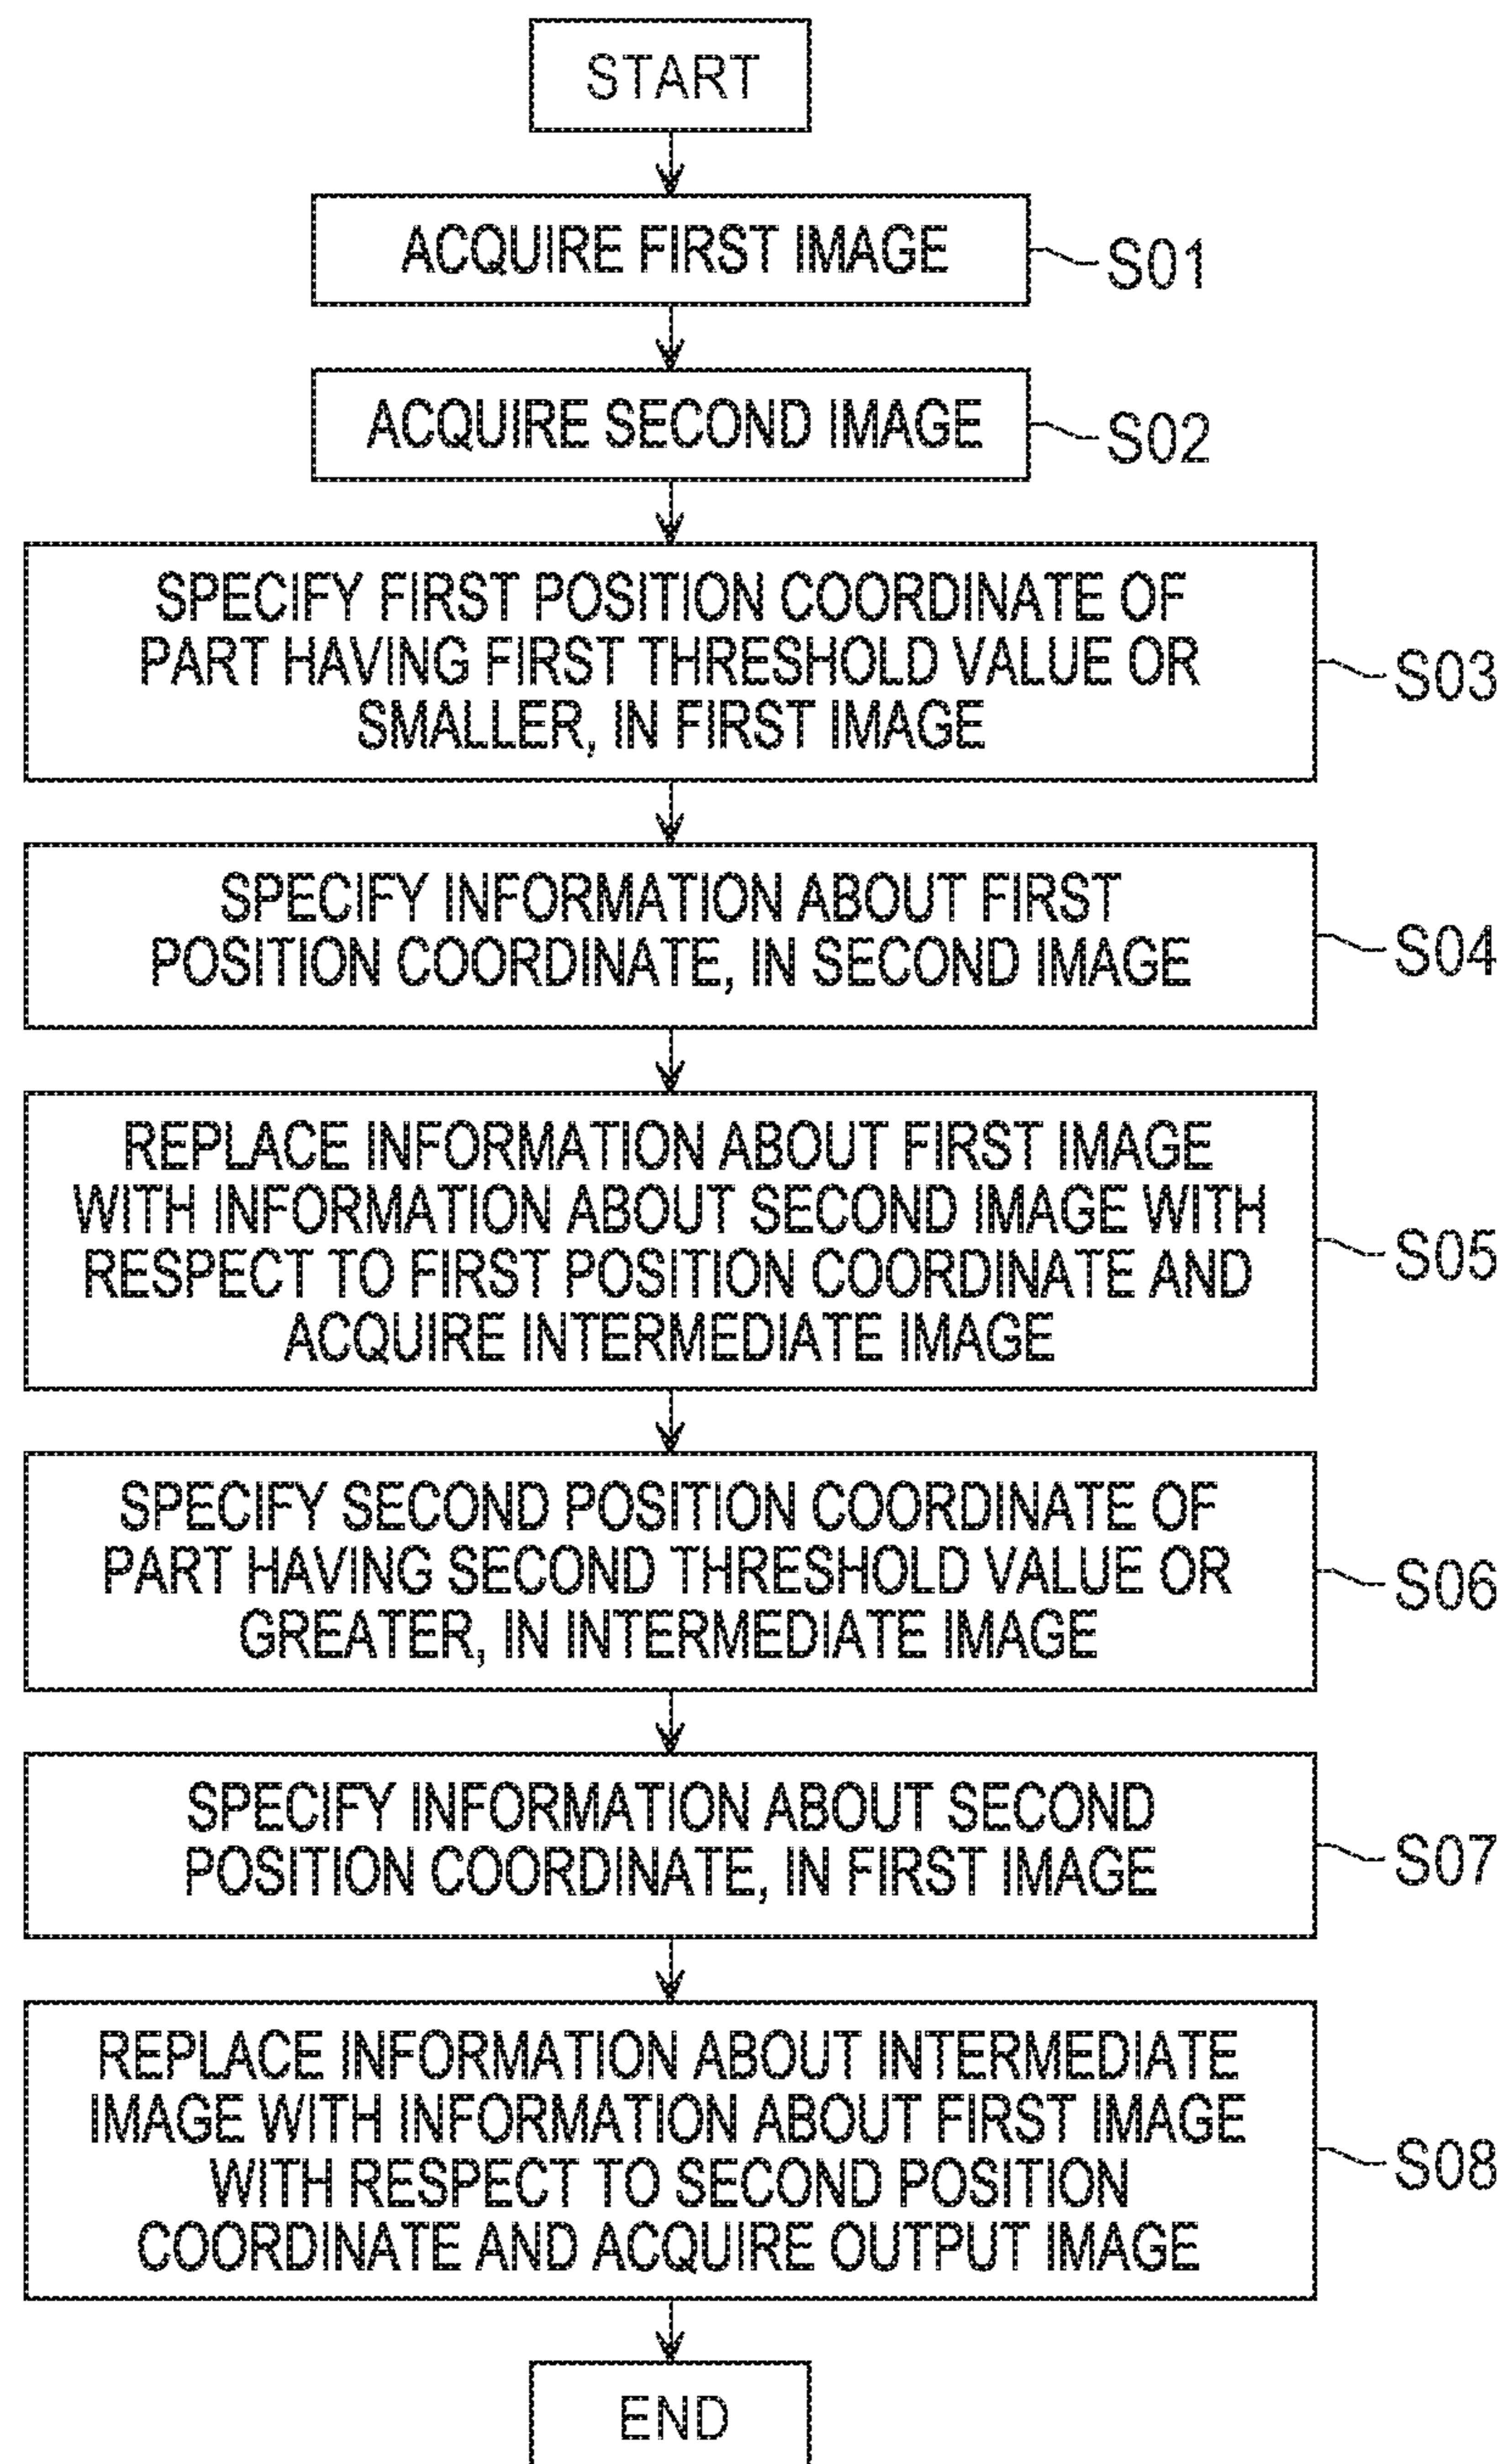 START
ACQUIRE FIRST IMAGE
S01
ACQUIRE SECOND IMAGE
S02
SPECIFY FIRST POSITION COORDINATE OF
PART HAVING FIRST THRESHOLD VALUE OR
SMALLER, IN FIRST IMAGE
S03
SPECIFY INFORMATION ABOUT FIRST
POSITION COORDINATE, IN SECOND IMAGE
S04
REPLACE INFORMATION ABOUT FIRST IMAGE
WITH INFORMATION ABOUT SECOND IMAGE WITH
RESPECT TO FIRST POSITION COORDINATE AND
ACQUIRE INTERMEDIATE IMAGE
S05
SPECIFY SECOND POSITION COORDINATE OF
PART HAVING SECOND THRESHOLD VALUE OR
GREATER, IN INTERMEDIATE IMAGE
S06
SPECIFY INFORMATION ABOUT SECOND
POSITION COORDINATE, IN FIRST IMAGE
S07
REPLACE INFORMATION ABOUT INTERMEDIATE
IMAGE WITH INFORMATION ABOUT FIRST IMAGE
WITH RESPECT TO SECOND POSITION
COORDINATE AND ACQUIRE OUTPUT IMAGE
S08
END